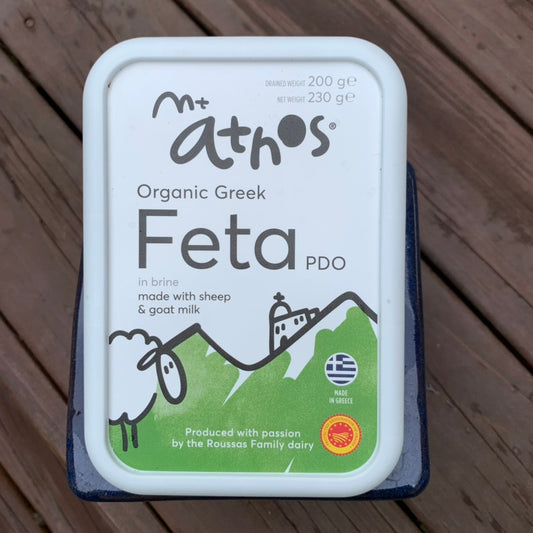 DRAINED WEIGHT 200 g℮
NET WEIGHT 230 g℮
Mt
athos®
Organic Greek
Feta PDO
in brine
made with sheep
& goat milk
MADE
IN GREECE
Produced with passion
by the Roussas Family dairy